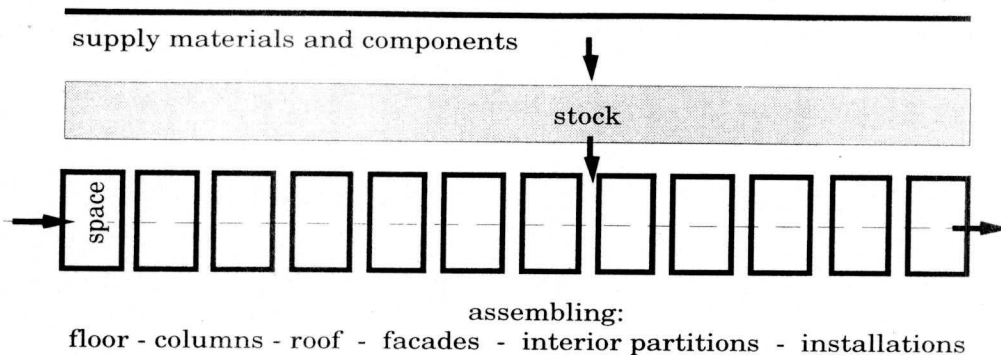 supply materials and components
stock
space
assembling:
floor - columns - roof - facades - interior partitions - installations